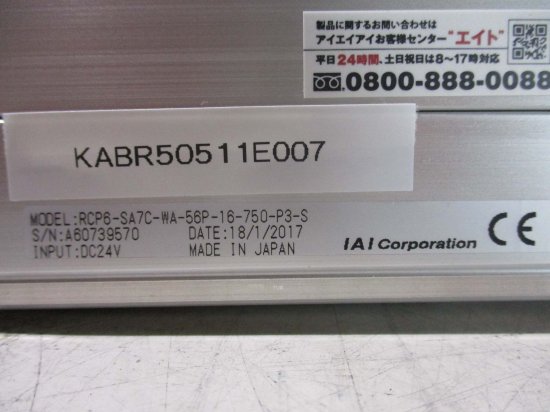 製品に関するお問い合わせは
アイエイアイお客様センター"エイト"
平日24時間、土日祝日は8～17時対応
0800-888-0088
KABR50511E007
MODEL:RCP6-SA7C-WA-56P-16-750-P3-S
S/N:A60739570 DATE:18/1/2017
INPUT:DC24V MADE IN JAPAN
IAI Corporation CE